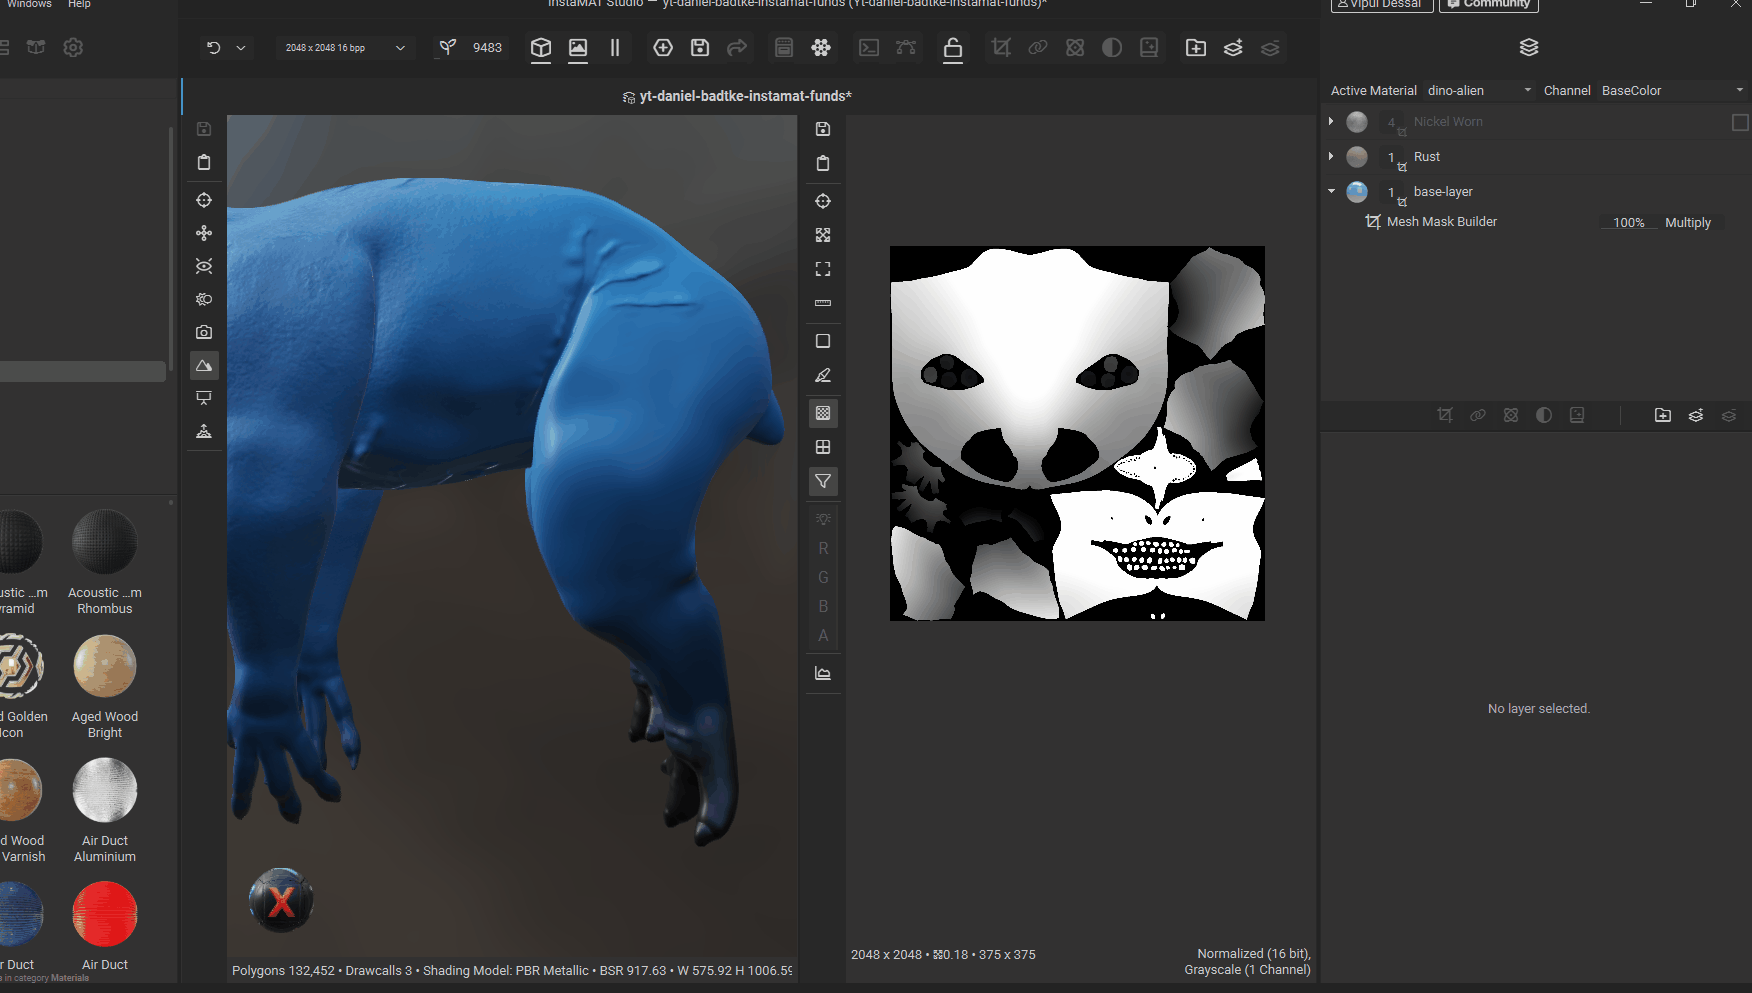 Windows Help
InstaMAT Studio — yt-daniel-badtke-instamat-funds (Yt-daniel-badtke-instamat-funds)*
Vipul Dessai
Community
2048 x 2048 16 bpp
9483
yt-daniel-badtke-instamat-funds*
Active Material dino-alien Channel BaseColor
4 Nickel Worn
1 Rust
1 base-layer
Mesh Mask Builder 100% Multiply
R
G
B
A
No layer selected.
ustic ...m
Acoustic ...m
Rhombus
d Golden
Icon
Aged Wood
Bright
d Wood
Varnish
Air Duct
Aluminium
r Duct
Air Duct
in category Materials
X
Polygons 132,452 • Drawcalls 3 • Shading Model: PBR Metallic • BSR 917.63 • W 575.92 H 1006.59
2048 x 2048 • 0.18 • 375 x 375
Normalized (16 bit),
Grayscale (1 Channel)